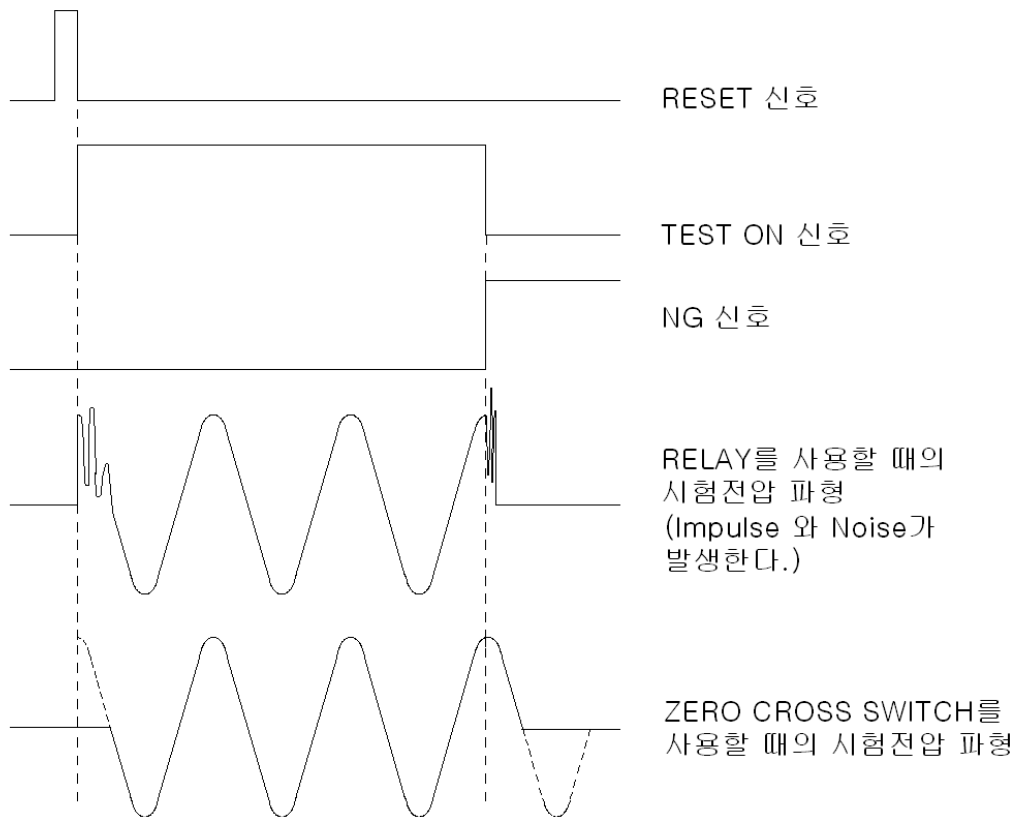 RESET 신호
TEST ON 신호
NG 신호
RELAY를 사용할 때의
시험전압 파형
(Impulse 와 Noise가
발생한다.)
ZERO CROSS SWITCH를
사용할 때의 시험전압 파형